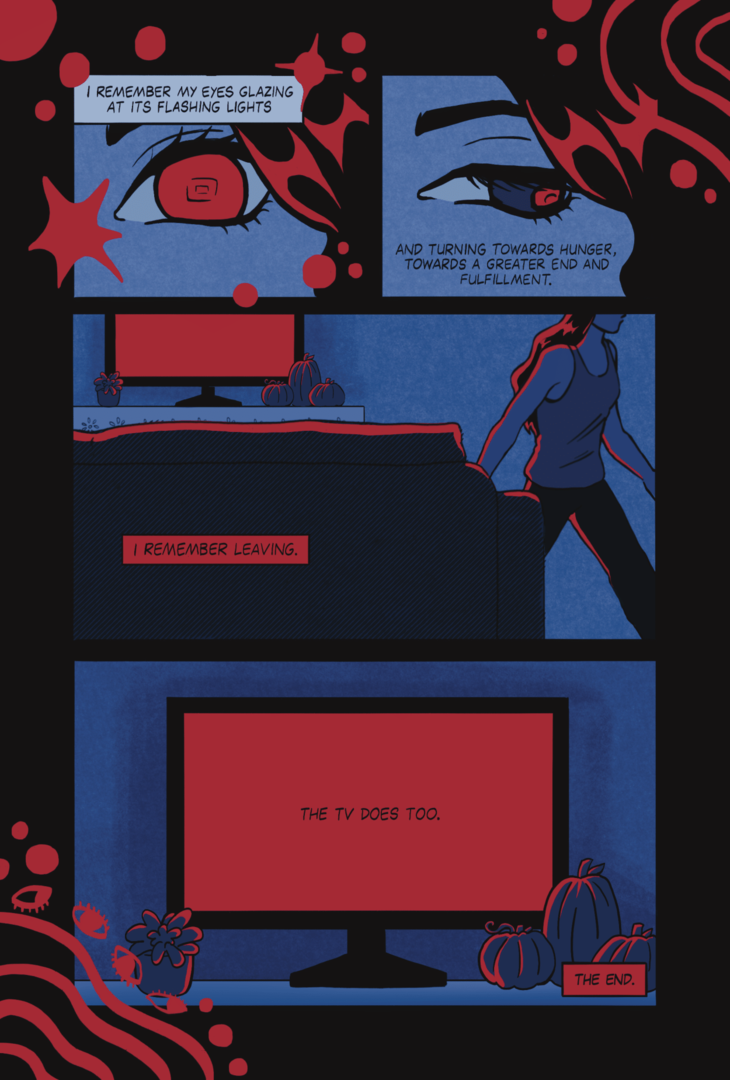 I REMEMBER MY EYES GLAZING
AT ITS FLASHING LIGHTS
AND TURNING TOWARDS HUNGER,
TOWARDS A GREATER END AND
FULFILLMENT.
I REMEMBER LEAVING.
THE TV DOES TOO.
THE END.